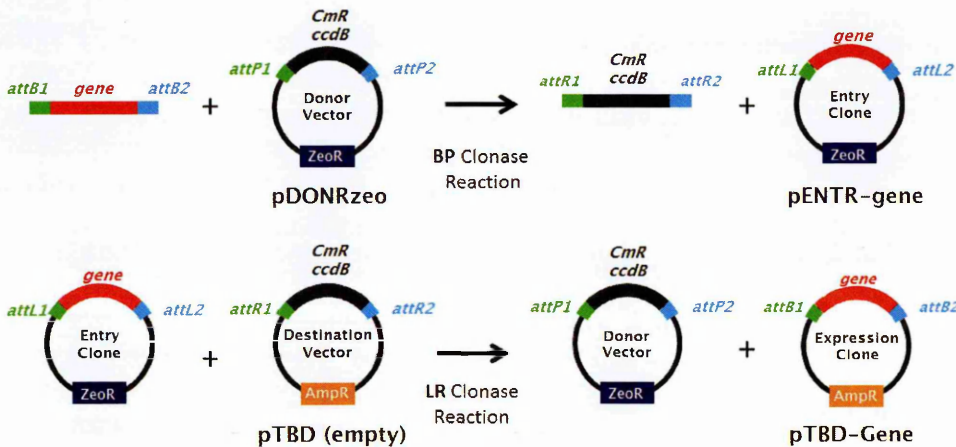 CmR
ccdB
attP1
attP2
attB1
gene
attB2
+
Donor
Vector
ZeoR
pDONRzeo
BP Clonase
Reaction
CmR
ccdB
attR1
attR2
+
gene
attL1
attL2
Entry
Clone
ZeoR
pENTR-gene
gene
attL1
attL2
Entry
Clone
ZeoR
+
CmR
ccdB
attR1
attR2
Destination
Vector
AmpR
pTBD (empty)
LR Clonase
Reaction
CmR
ccdB
attP1
attP2
Donor
Vector
ZeoR
+
gene
attB1
attB2
Expression
Clone
AmpR
pTBD-Gene